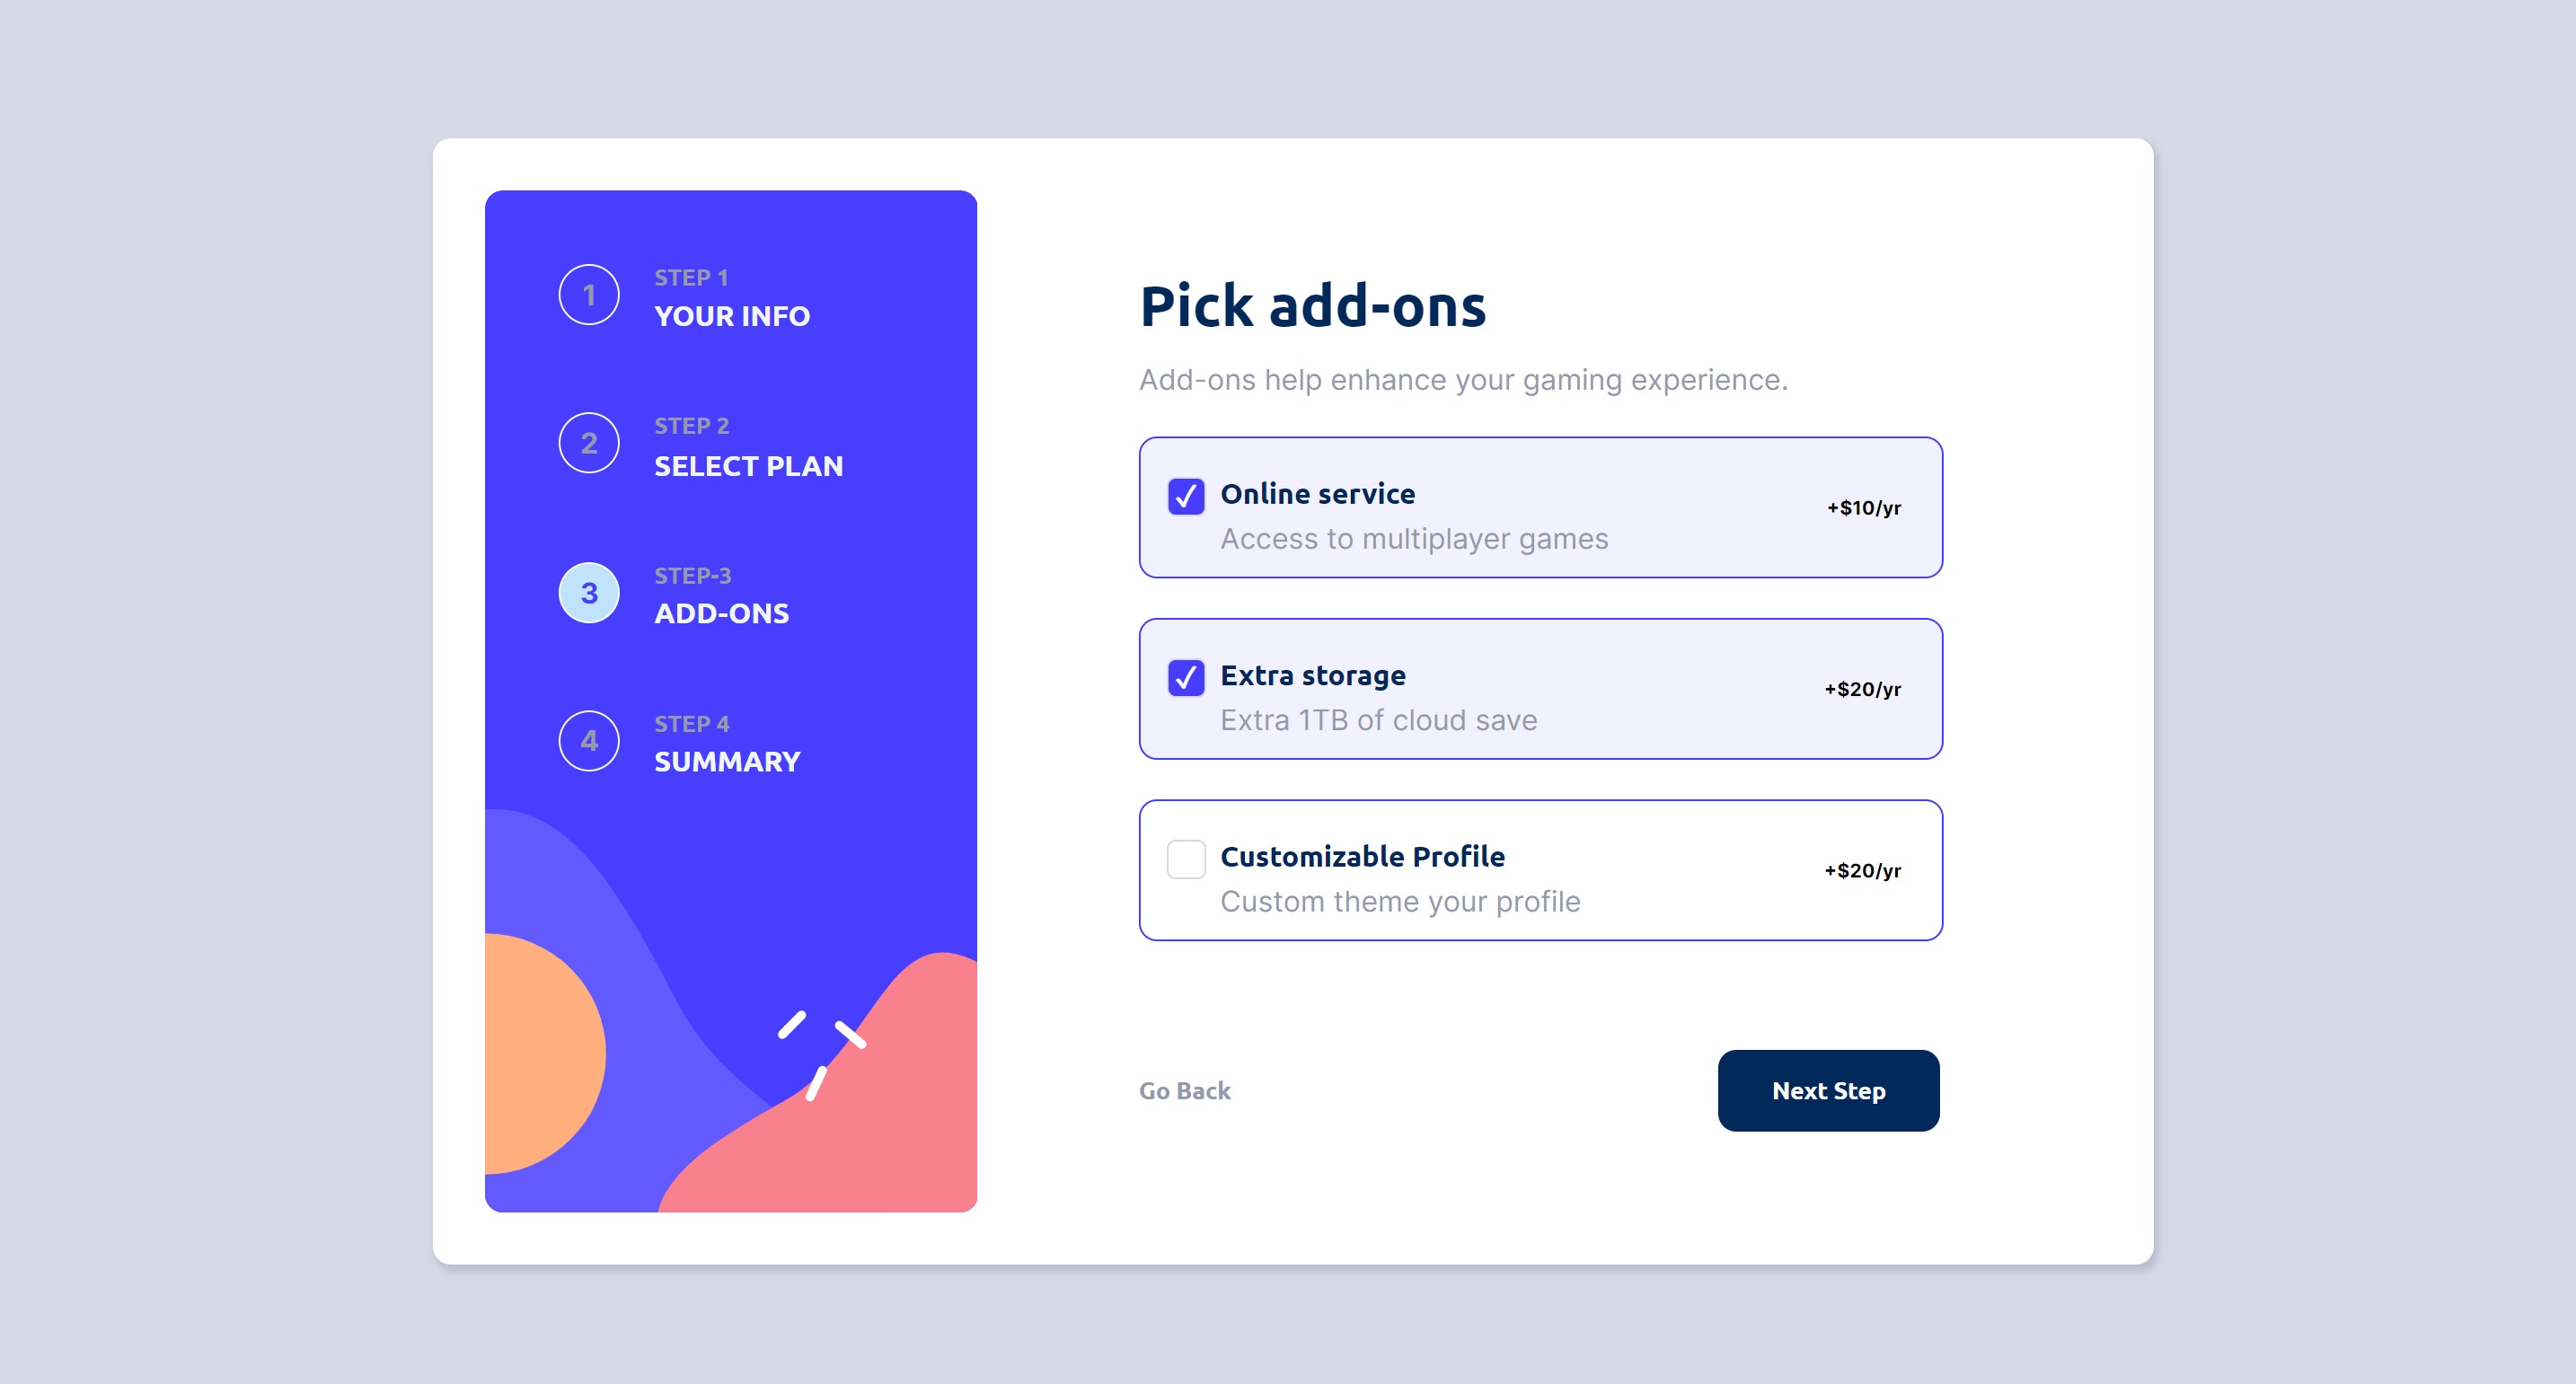 1
STEP 1
YOUR INFO
2
STEP 2
SELECT PLAN
3
STEP-3
ADD-ONS
4
STEP 4
SUMMARY
Pick add-ons
Add-ons help enhance your gaming experience.
Online service
Access to multiplayer games
+$10/yr
Extra storage
Extra 1TB of cloud save
+$20/yr
Customizable Profile
Custom theme your profile
+$20/yr
Go Back
Next Step